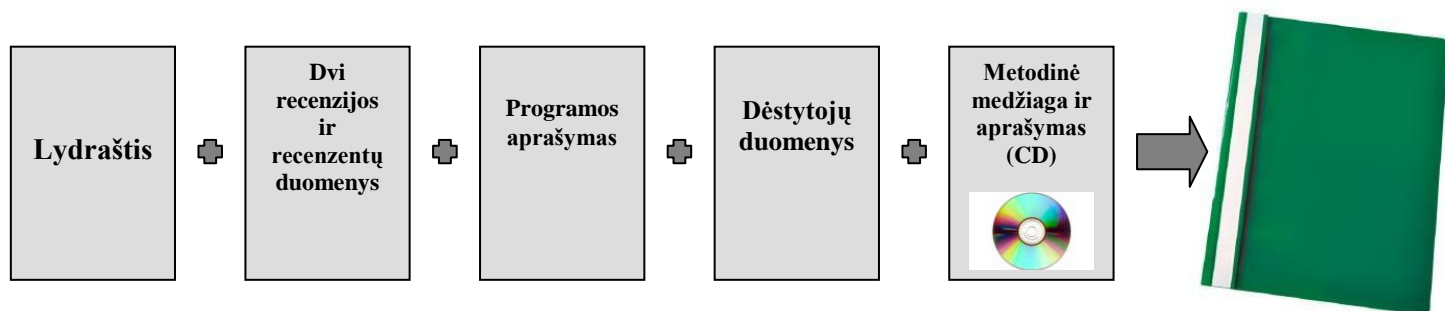 Lydraštis
Dvi
recenzijos
ir
recenzentų
duomenys
Programos
aprašymas
Dėstytojų
duomenys
Metodinė
medžiaga ir
aprašymas
(CD)